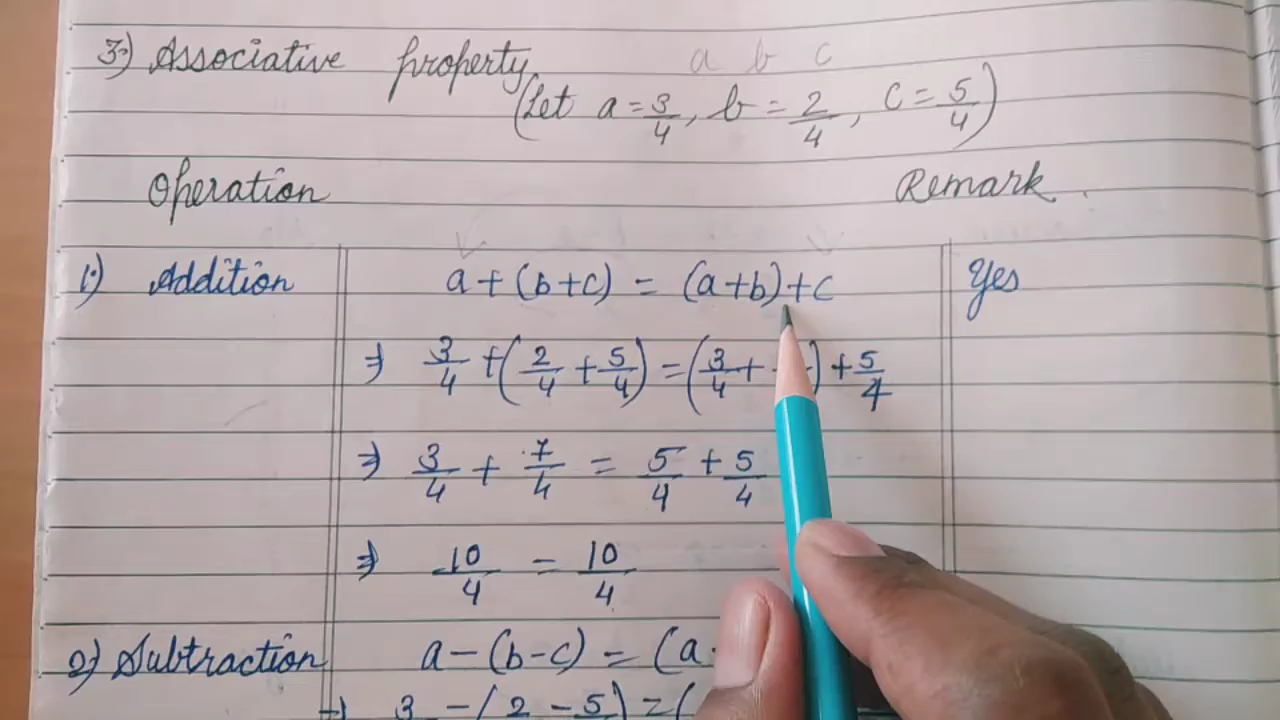 3.) Associative property a b c
(Let a = 3/4, b = 2/4, c = 5/4)
Operation Remark.
1.) Addition a + (b + c) = (a + b) + c Yes
⇒ 3/4 + (2/4 + 5/4) = (3/4 + ) + 5/4
⇒ 3/4 + 7/4 = 5/4 + 5/4
⇒ 10/4 = 10/4
2.) Subtraction a - (b - c) = (a
⇒ 3 - (2 - 5) = (